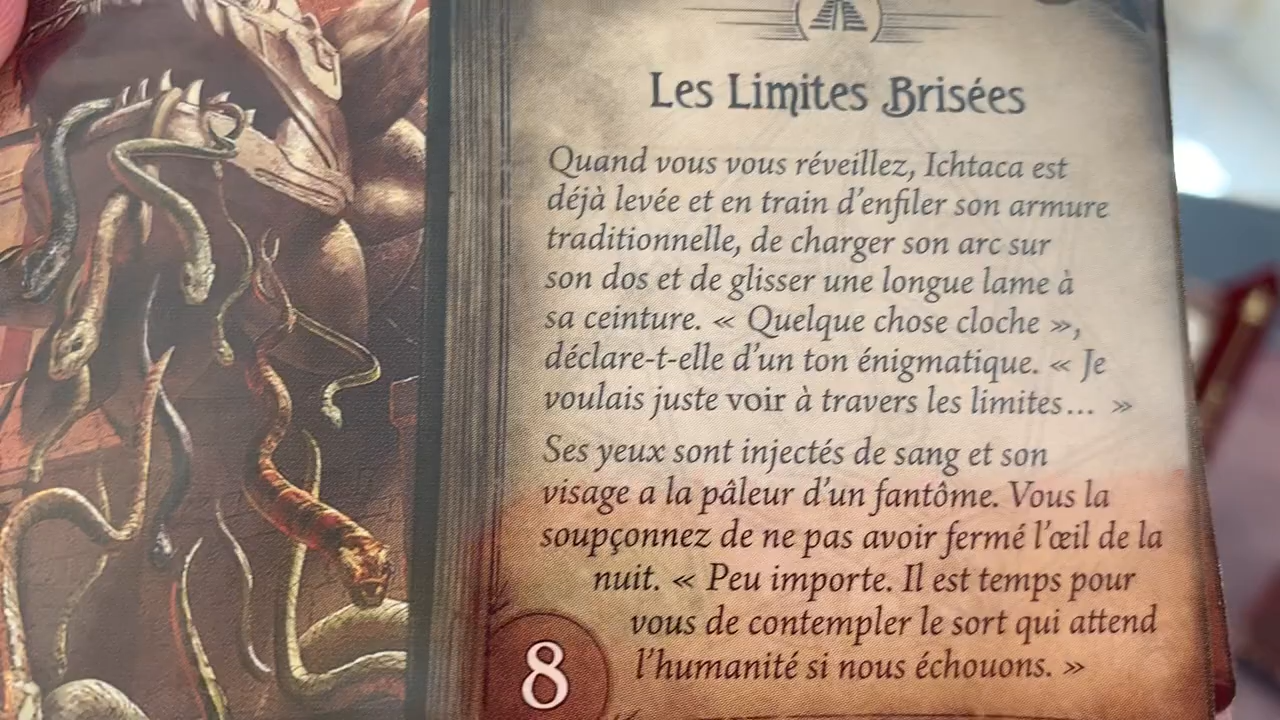 Les Limites Brisées
Quand vous vous réveillez, Ichtaca est
déjà levée et en train d'enfiler son armure
traditionnelle, de charger son arc sur
son dos et de glisser une longue lame à
sa ceinture. « Quelque chose cloche »,
déclare-t-elle d'un ton énigmatique. « Je
voulais juste voir à travers les limites… »
Ses yeux sont injectés de sang et son
visage a la pâleur d'un fantôme. Vous la
soupçonnez de ne pas avoir fermé l'œil de la
nuit. « Peu importe. Il est temps pour
vous de contempler le sort qui attend
l'humanité si nous échouons. »
8